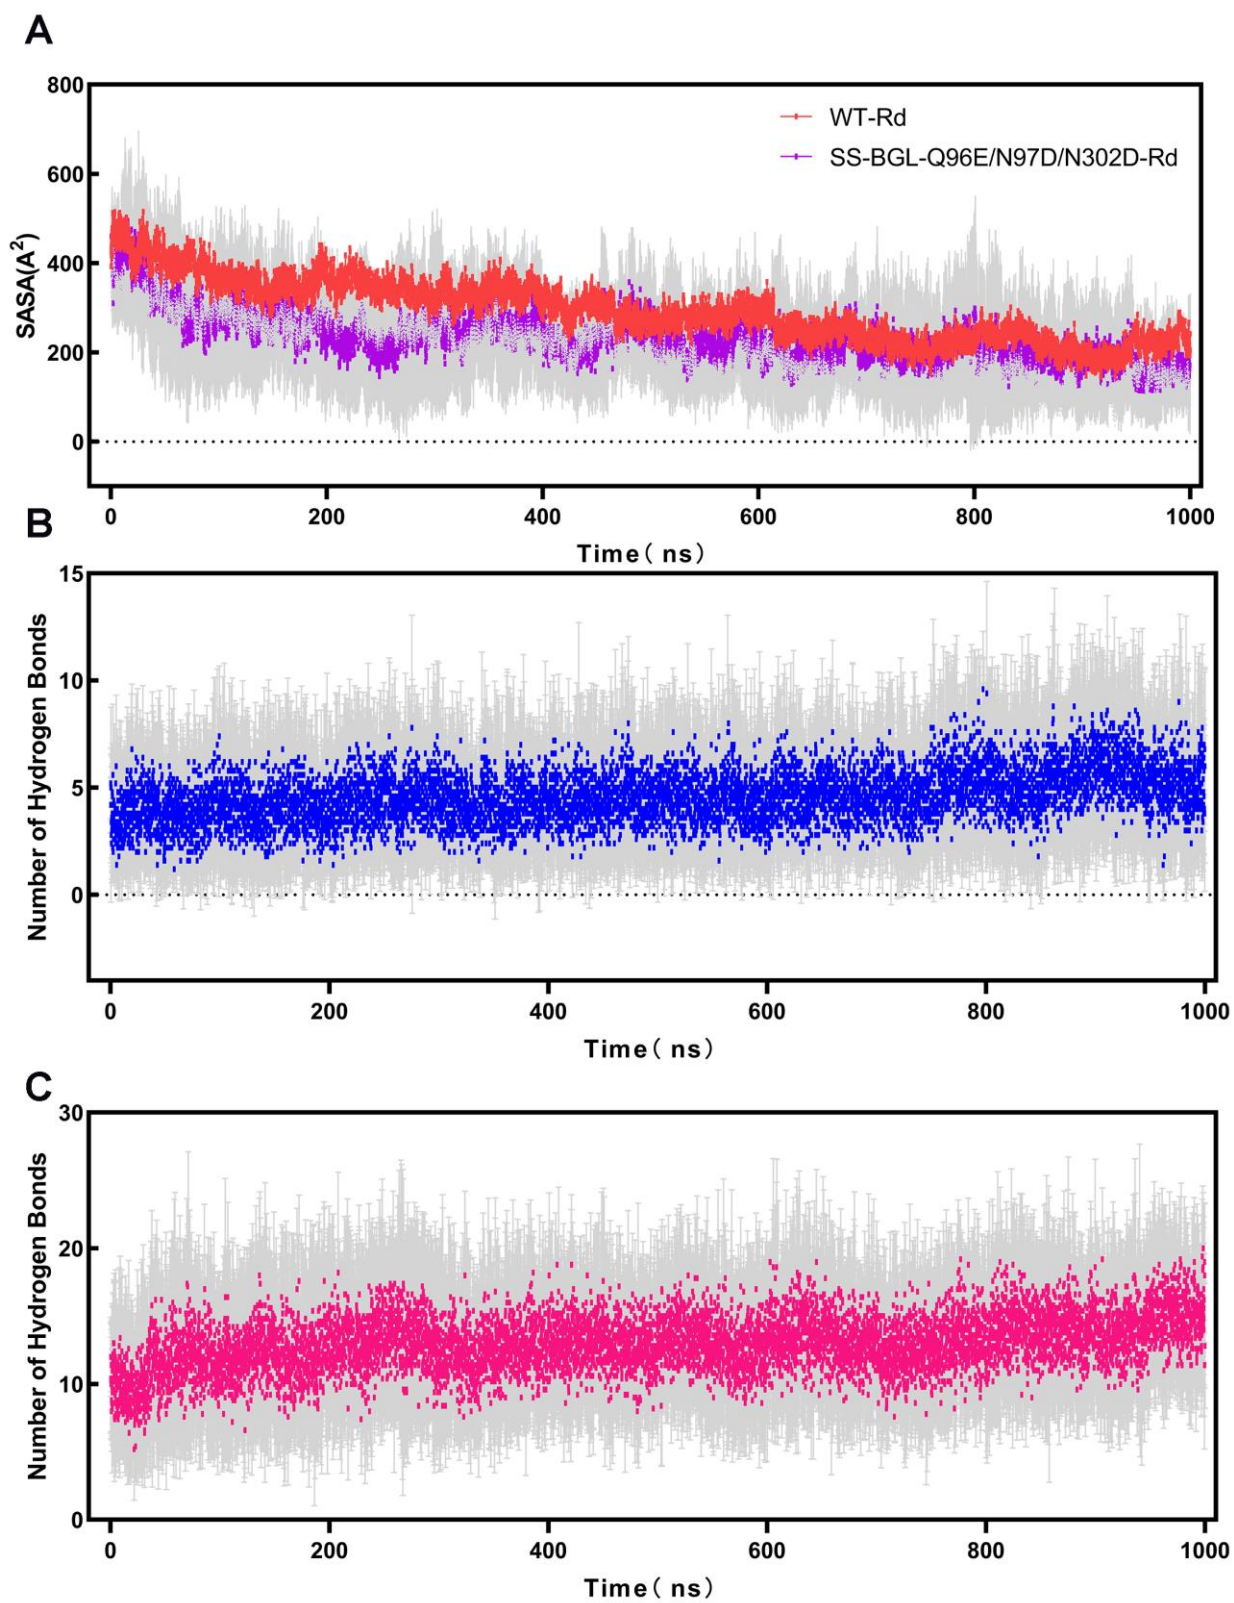 A
800
600
400
200
0
SASA(A²)
WT-Rd
SS-BGL-Q96E/N97D/N302D-Rd
0 200 400 600 800 1000
Time( ns)
B
15
10
5
0
Number of Hydrogen Bonds
0 200 400 600 800 1000
Time( ns)
C
30
20
10
0
Number of Hydrogen Bonds
0 200 400 600 800 1000
Time( ns)